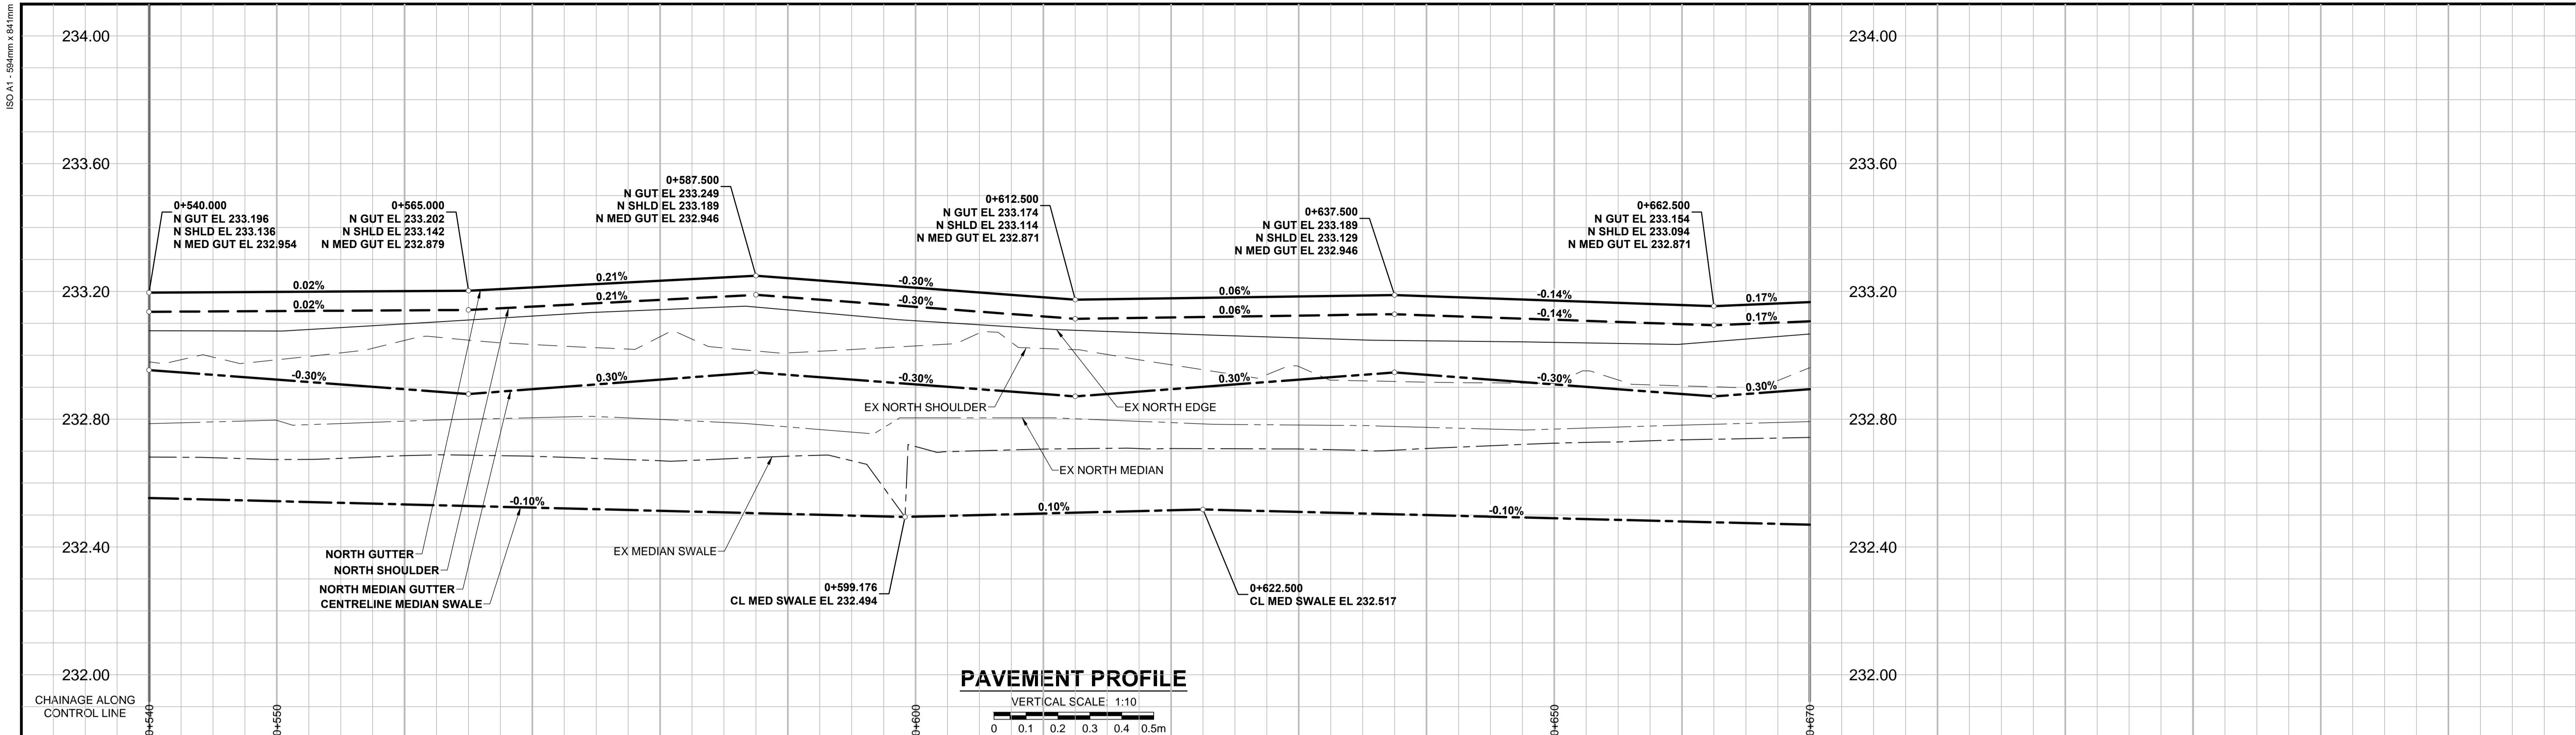 ISO A1 - 594mm x 841mm
234.00
234.00
233.60
233.60
0+540.000
N GUT EL 233.196
N SHLD EL 233.136
N MED GUT EL 232.954
0+565.000
N GUT EL 233.202
N SHLD EL 233.142
N MED GUT EL 232.879
0+587.500
N GUT EL 233.249
N SHLD EL 233.189
N MED GUT EL 232.946
0+612.500
N GUT EL 233.174
N SHLD EL 233.114
N MED GUT EL 232.871
0+637.500
N GUT EL 233.189
N SHLD EL 233.129
N MED GUT EL 232.946
0+662.500
N GUT EL 233.154
N SHLD EL 233.094
N MED GUT EL 232.871
233.20
0.02%
0.21%
-0.30%
0.06%
-0.14%
0.17%
233.20
0.02%
0.21%
-0.30%
0.06%
-0.14%
0.17%
-0.30%
0.30%
-0.30%
0.30%
-0.30%
0.30%
EX NORTH SHOULDER
EX NORTH EDGE
232.80
232.80
EX NORTH MEDIAN
-0.10%
0.10%
-0.10%
232.40
NORTH GUTTER
EX MEDIAN SWALE
232.40
NORTH SHOULDER
NORTH MEDIAN GUTTER
CENTRELINE MEDIAN SWALE
0+599.176
CL MED SWALE EL 232.494
0+622.500
CL MED SWALE EL 232.517
232.00
PAVEMENT PROFILE
232.00
CHAINAGE ALONG
CONTROL LINE
VERTICAL SCALE: 1:10
0 0.1 0.2 0.3 0.4 0.5m
0+540
0+550
0+600
0+650
0+670